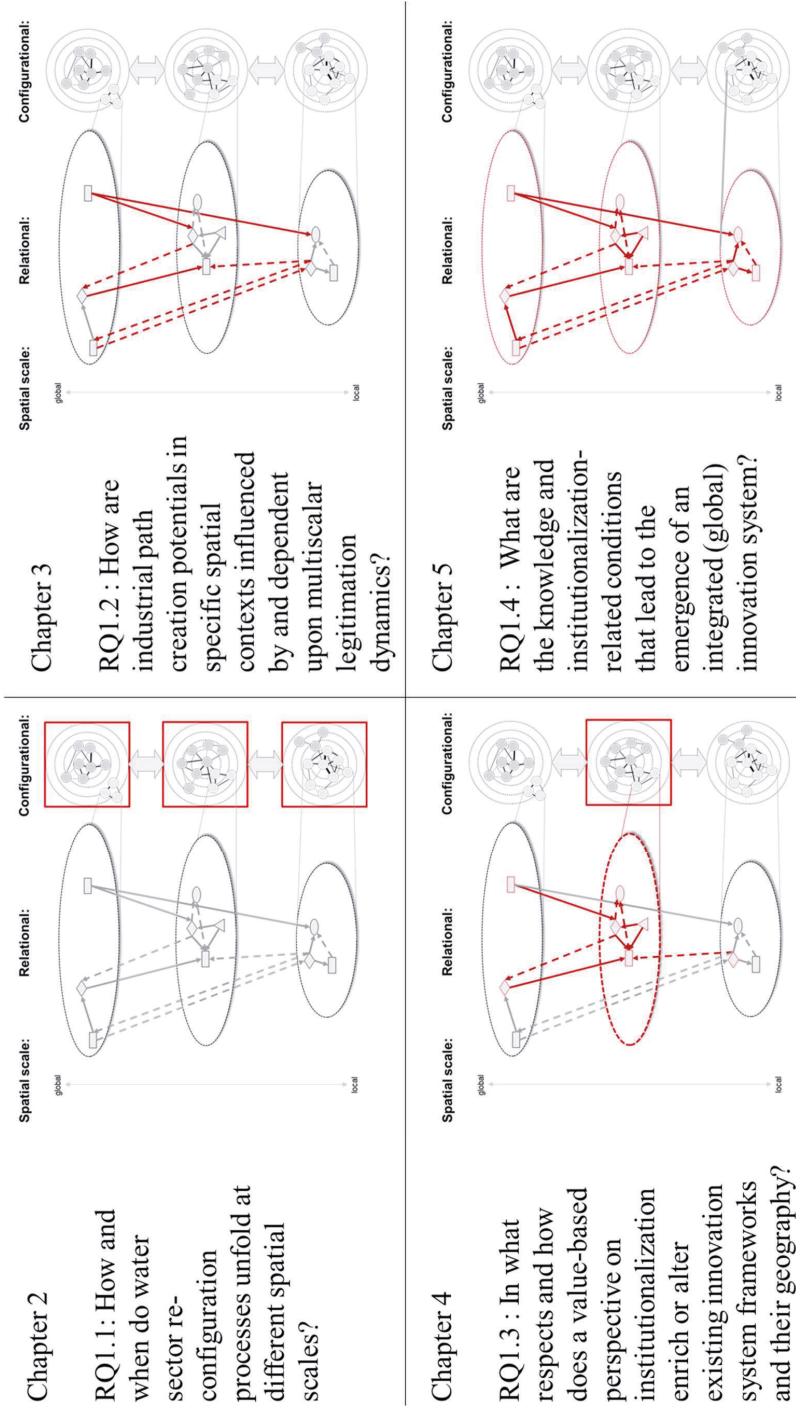 Chapter 2
RQ1.1: How and
when do water
sector re-
configuration
processes unfold at
different spatial
scales?
Spatial scale:
Relational:
Configurational:
global
local
Chapter 3
RQ1.2 : How are
industrial path
creation potentials in
specific spatial
contexts influenced
by and dependent
upon multiscalar
legitimation
dynamics?
Spatial scale:
Relational:
Configurational:
global
local
Chapter 4
RQ1.3 : In what
respects and how
does a value-based
perspective on
institutionalization
enrich or alter
existing innovation
system frameworks
and their geography?
Spatial scale:
Relational:
Configurational:
global
local
Chapter 5
RQ1.4 : What are
the knowledge and
institutionalization-
related conditions
that lead to the
emergence of an
integrated (global)
innovation system?
Spatial scale:
Relational:
Configurational:
global
local